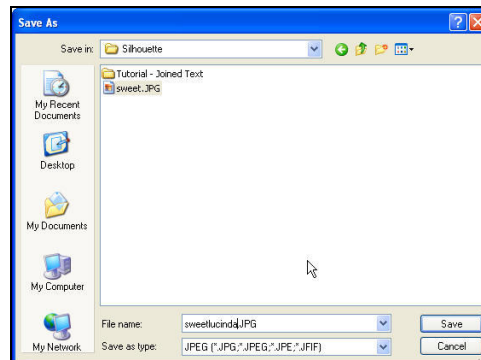 Save As
Save in: Silhouette
Tutorial - Joined Text
sweet.JPG
My Recent
Documents
Desktop
My Documents
My Computer
My Network
File name: sweetlucinda.JPG Save
Save as type: JPEG (*.JPG;*.JPEG;*.JPE;*.JFIF) Cancel